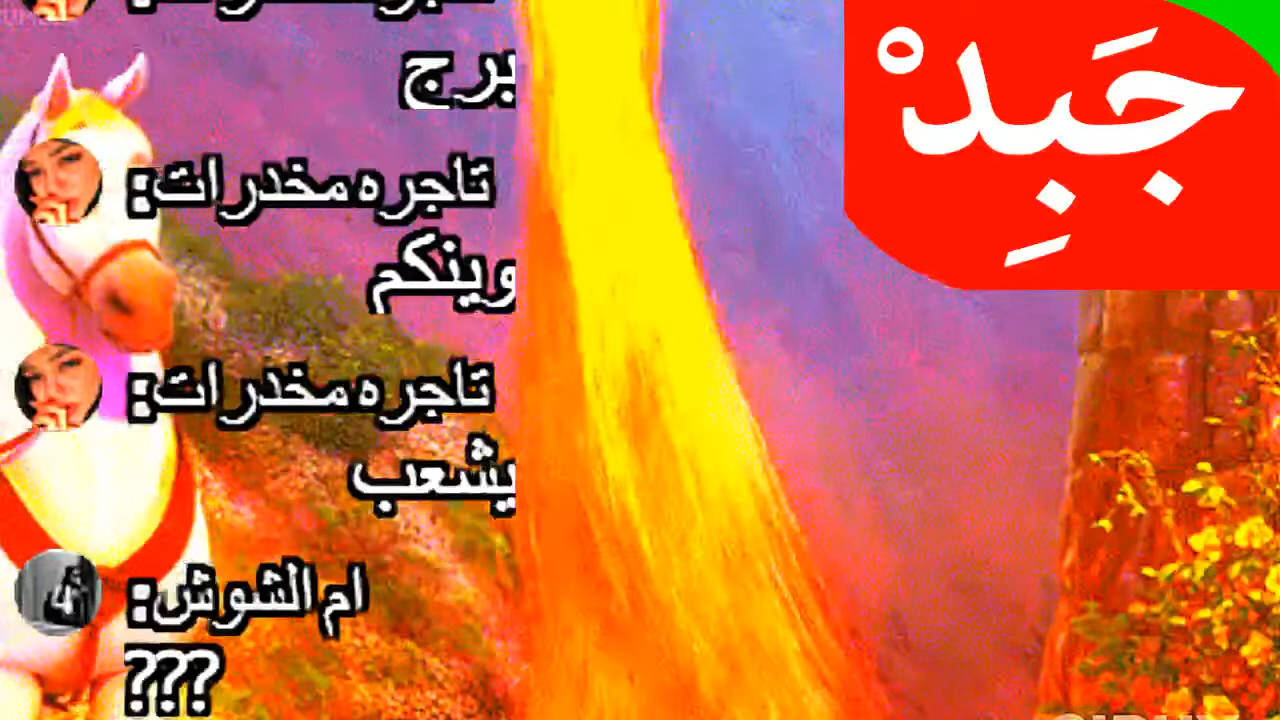 برج
تاجره مخدرات:
وينكم
تاجره مخدرات:
يشعب
ام الشوش:
???
جَبِدْ